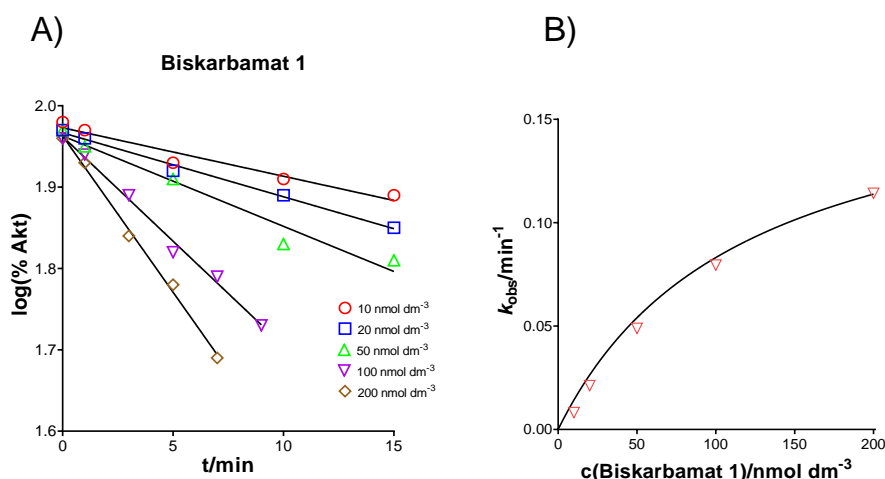 A)
Biskarbamat 1
log(% Akt)
2.0
1.9
1.8
1.7
1.6
0
5
10
15
t/min
10 nmol dm⁻³
20 nmol dm⁻³
50 nmol dm⁻³
100 nmol dm⁻³
200 nmol dm⁻³
B)
k_obs/min⁻¹
0.15
0.10
0.05
0.00
0
50
100
150
200
c(Biskarbamat 1)/nmol dm⁻³